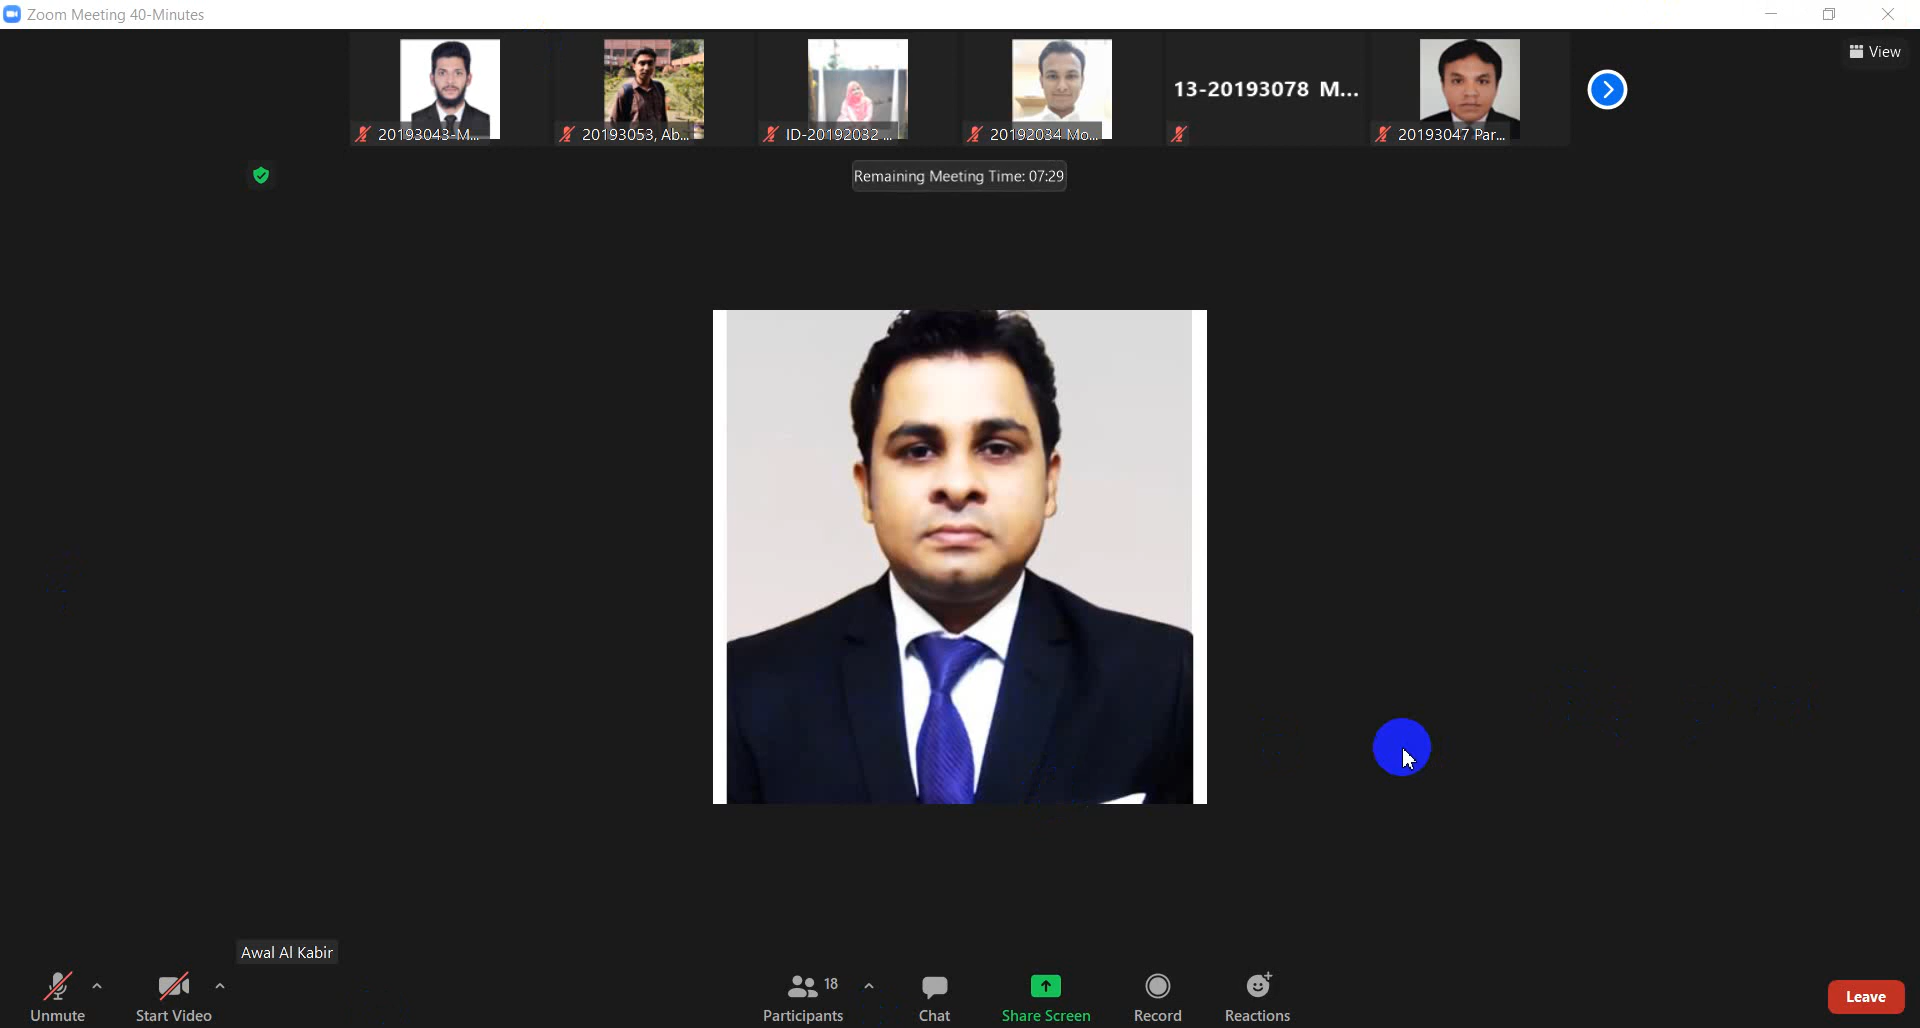 Zoom Meeting 40-Minutes
View
20193043-M...
20193053, Ab...
ID-20192032 ...
20192034 Mo...
13-20193078 M...
20193047 Par...
Remaining Meeting Time: 07:29
Awal Al Kabir
Unmute
Start Video
18
Participants
Chat
Share Screen
Record
Reactions
Leave